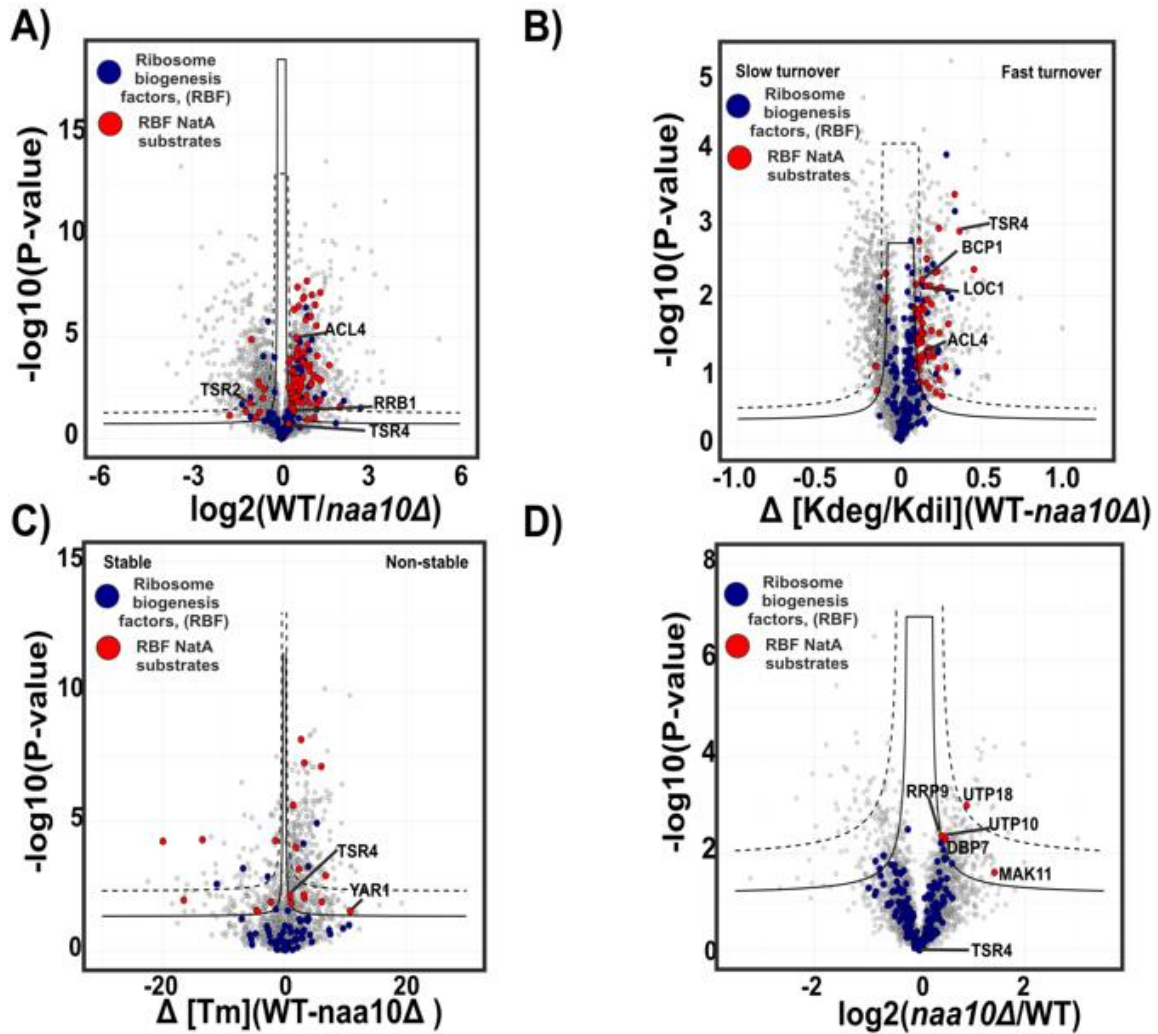 A)
Ribosome
biogenesis
factors, (RBF)
RBF NatA
substrates
15
10
5
0
-log10(P-value)
ACL4
TSR2
RRB1
TSR4
-6 -3 0 3 6
log2(WT/naa10Δ)
B)
Slow turnover Fast turnover
Ribosome
biogenesis
factors, (RBF)
RBF NatA
substrates
5
4
3
2
1
0
-log10(P-value)
TSR4
BCP1
LOC1
ACL4
-1.0 -0.5 0.0 0.5 1.0
Δ [Kdeg/Kdil](WT-naa10Δ)
C)
Stable Non-stable
Ribosome
biogenesis
factors, (RBF)
RBF NatA
substrates
15
10
5
0
-log10(P-value)
TSR4
YAR1
-20 0 20
Δ [Tm](WT-naa10Δ )
D)
Ribosome
biogenesis
factors, (RBF)
RBF NatA
substrates
8
6
4
2
0
-log10(P-value)
RRP9
UTP18
UTP10
DBP7
MAK11
TSR4
-2 0 2
log2(naa10Δ/WT)